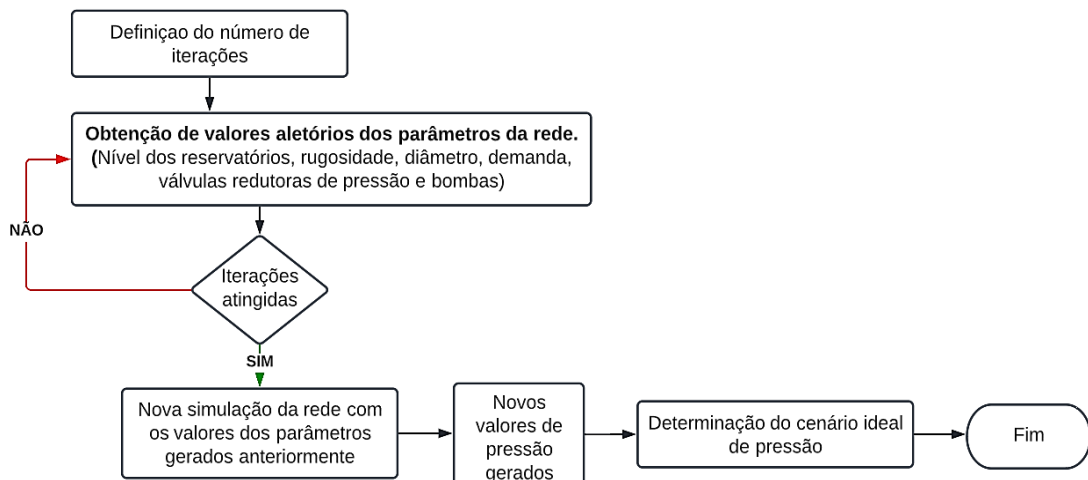 Definiçao do número de
iterações
Obtenção de valores aletórios dos parâmetros da rede.
(Nível dos reservatórios, rugosidade, diâmetro, demanda,
válvulas redutoras de pressão e bombas)
NÃO
Iterações
atingidas
SIM
Nova simulação da rede com
os valores dos parâmetros
gerados anteriormente
Novos
valores de
pressão
gerados
Determinação do cenário ideal
de pressão
Fim